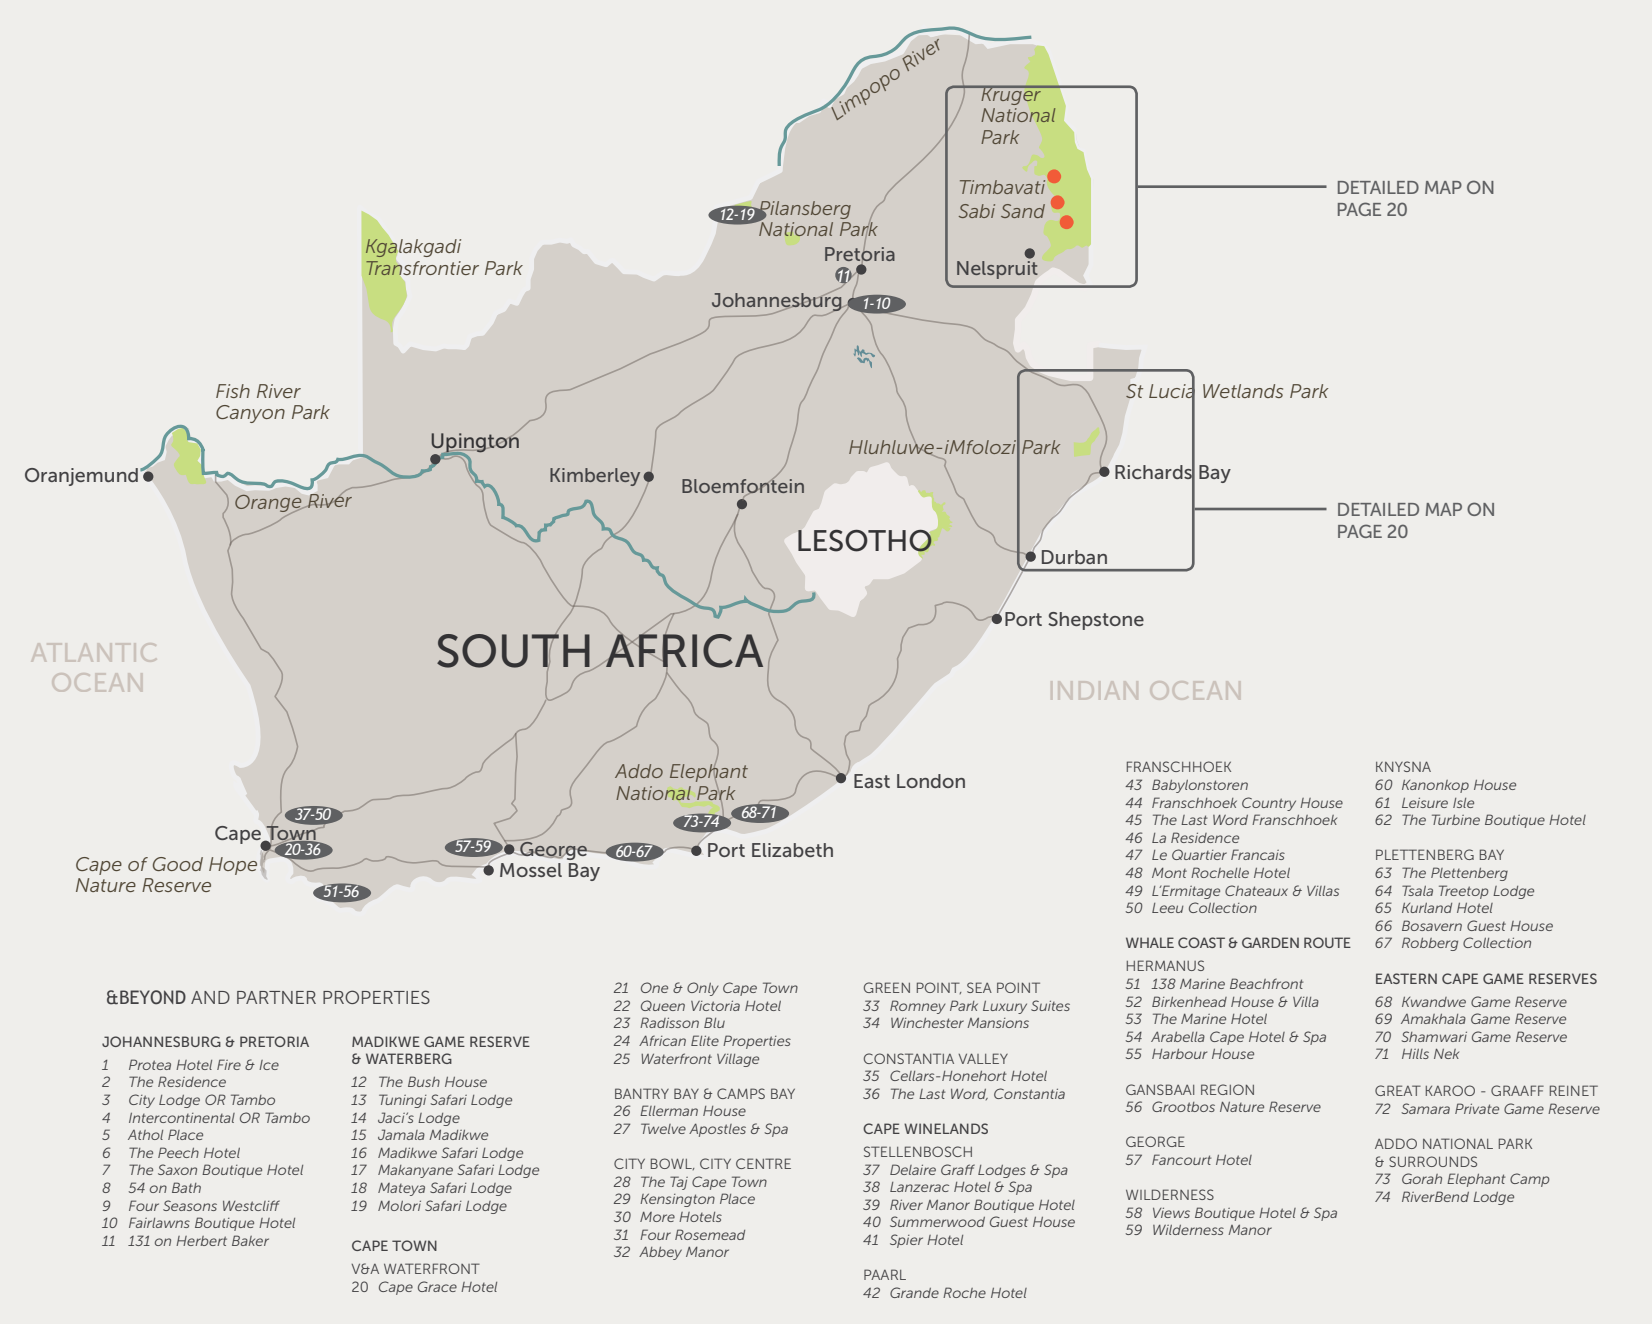 Limpopo River
Kruger
National
Park
Timbavati
Sabi Sand
DETAILED MAP ON
PAGE 20
12-19
Pilansberg
National Park
Kgalakgadi
Transfrontier Park
Pretoria
11
Nelspruit
Johannesburg
1-10
Fish River
Canyon Park
St Lucia Wetlands Park
Upington
Hluhluwe-iMfolozi Park
Oranjemund
Kimberley
Richards Bay
Bloemfontein
Orange River
DETAILED MAP ON
PAGE 20
LESOTHO
Durban
Port Shepstone
SOUTH AFRICA
ATLANTIC
OCEAN
INDIAN OCEAN
Addo Elephant
National Park
East London
37-50
68-71
73-74
Cape Town
20-36
57-59
George
60-67
Port Elizabeth
Cape of Good Hope
Nature Reserve
Mossel Bay
51-56
&BEYOND AND PARTNER PROPERTIES
JOHANNESBURG & PRETORIA
1 Protea Hotel Fire & Ice
2 The Residence
3 City Lodge OR Tambo
4 Intercontinental OR Tambo
5 Athol Place
6 The Peech Hotel
7 The Saxon Boutique Hotel
8 54 on Bath
9 Four Seasons Westcliff
10 Fairlawns Boutique Hotel
11 131 on Herbert Baker
MADIKWE GAME RESERVE
& WATERBERG
12 The Bush House
13 Tuningi Safari Lodge
14 Jaci's Lodge
15 Jamala Madikwe
16 Madikwe Safari Lodge
17 Makanyane Safari Lodge
18 Mateya Safari Lodge
19 Molori Safari Lodge
CAPE TOWN
V&A WATERFRONT
20 Cape Grace Hotel
21 One & Only Cape Town
22 Queen Victoria Hotel
23 Radisson Blu
24 African Elite Properties
25 Waterfront Village
BANTRY BAY & CAMPS BAY
26 Ellerman House
27 Twelve Apostles & Spa
CITY BOWL, CITY CENTRE
28 The Taj Cape Town
29 Kensington Place
30 More Hotels
31 Four Rosemead
32 Abbey Manor
GREEN POINT, SEA POINT
33 Romney Park Luxury Suites
34 Winchester Mansions
CONSTANTIA VALLEY
35 Cellars-Honehort Hotel
36 The Last Word, Constantia
CAPE WINELANDS
STELLENBOSCH
37 Delaire Graff Lodges & Spa
38 Lanzerac Hotel & Spa
39 River Manor Boutique Hotel
40 Summerwood Guest House
41 Spier Hotel
PAARL
42 Grande Roche Hotel
FRANSCHHOEK
43 Babylonstoren
44 Franschhoek Country House
45 The Last Word Franschhoek
46 La Residence
47 Le Quartier Francais
48 Mont Rochelle Hotel
49 L'Ermitage Chateaux & Villas
50 Leeu Collection
WHALE COAST & GARDEN ROUTE
HERMANUS
51 138 Marine Beachfront
52 Birkenhead House & Villa
53 The Marine Hotel
54 Arabella Cape Hotel & Spa
55 Harbour House
GANSBAAI REGION
56 Grootbos Nature Reserve
GEORGE
57 Fancourt Hotel
WILDERNESS
58 Views Boutique Hotel & Spa
59 Wilderness Manor
KNYSNA
60 Kanonkop House
61 Leisure Isle
62 The Turbine Boutique Hotel
PLETTENBERG BAY
63 The Plettenberg
64 Tsala Treetop Lodge
65 Kurland Hotel
66 Bosavern Guest House
67 Robberg Collection
EASTERN CAPE GAME RESERVES
68 Kwandwe Game Reserve
69 Amakhala Game Reserve
70 Shamwari Game Reserve
71 Hills Nek
GREAT KAROO - GRAAFF REINET
72 Samara Private Game Reserve
ADDO NATIONAL PARK
& SURROUNDS
73 Gorah Elephant Camp
74 RiverBend Lodge